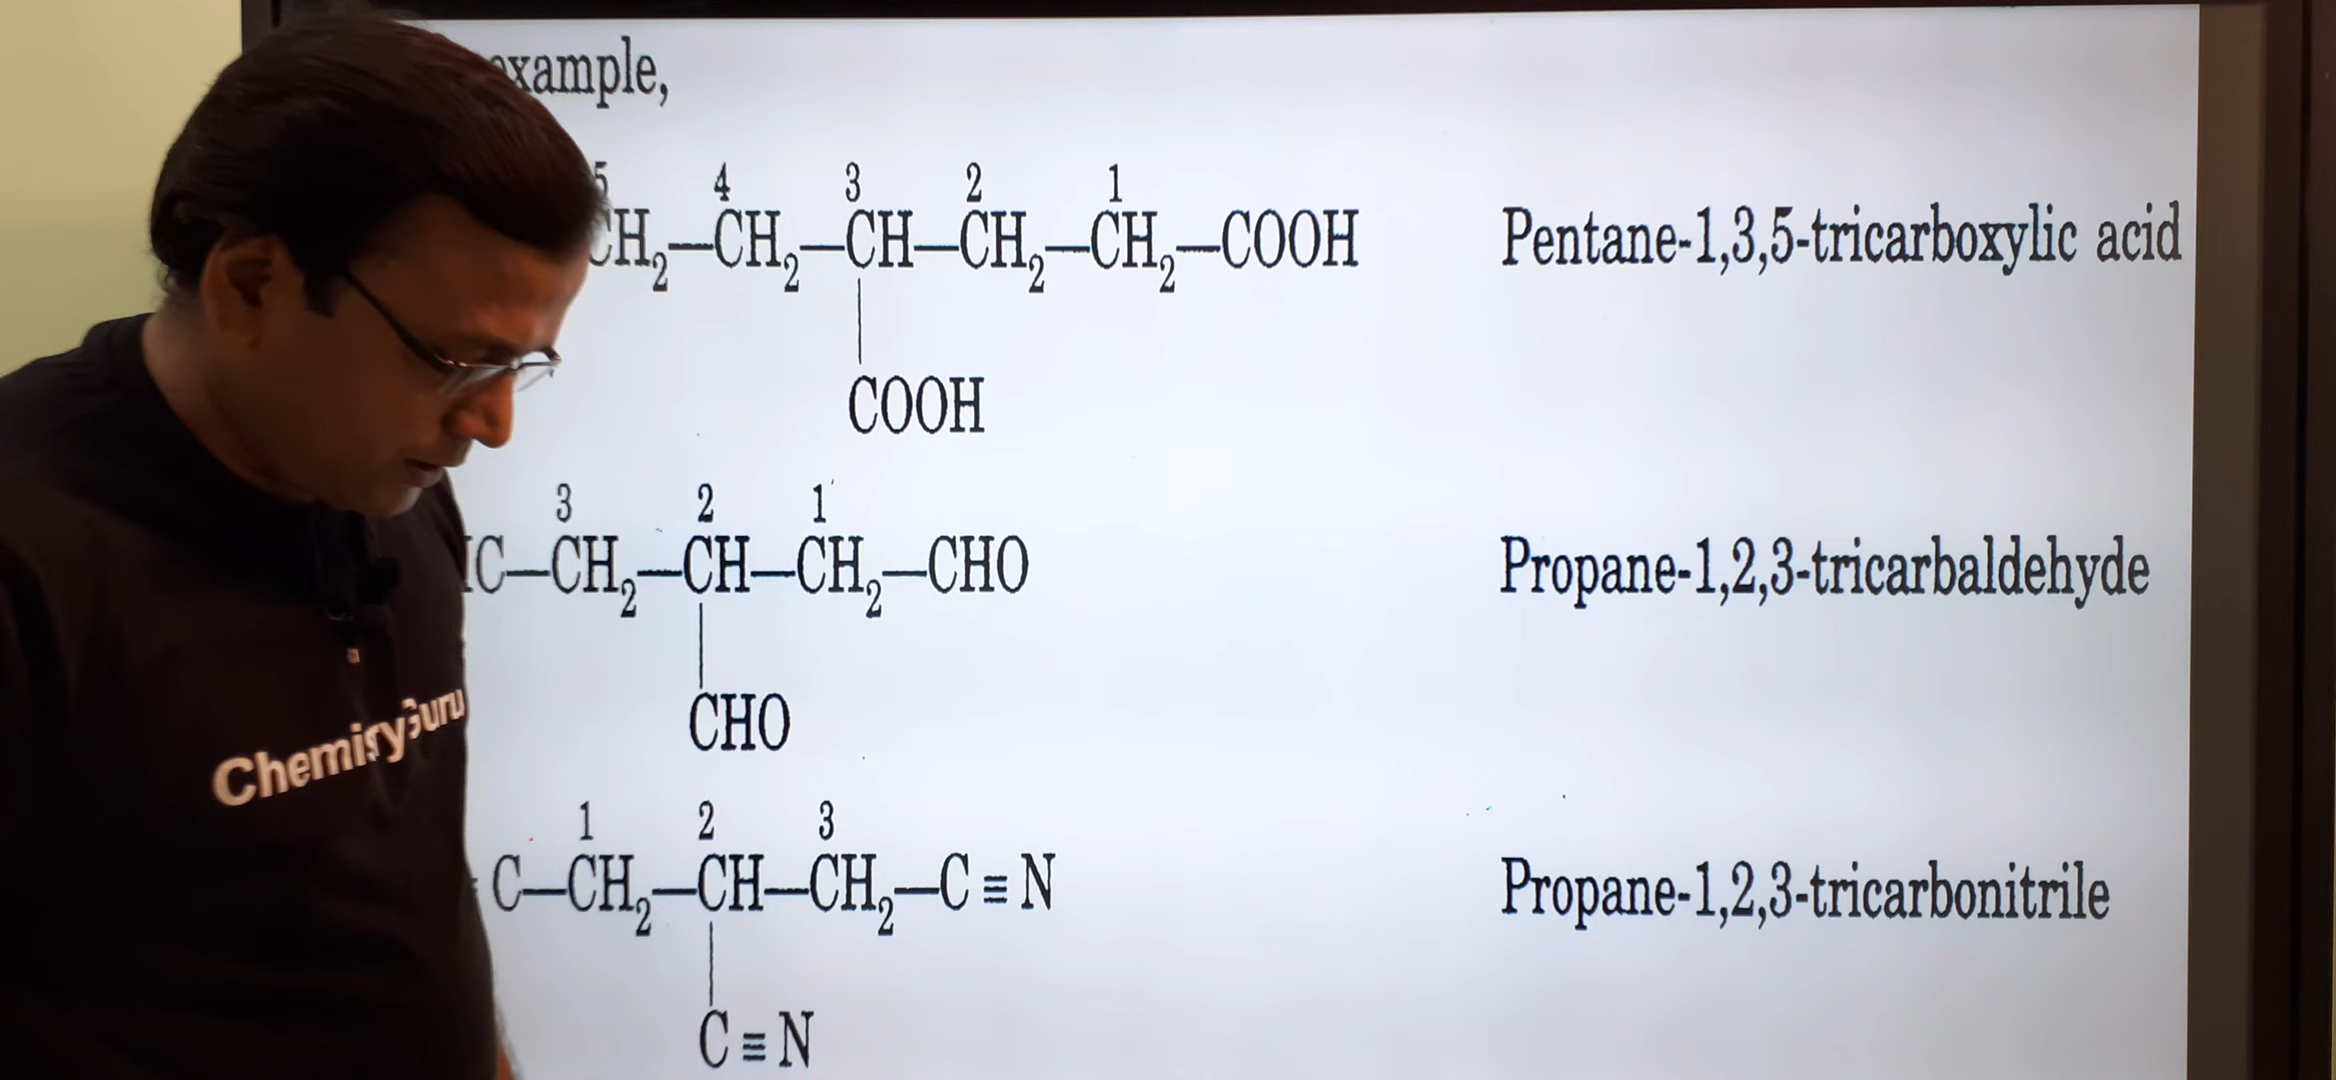 example,
5 4 3 2 1
CH₂—CH₂—CH—CH₂—CH₂—COOH Pentane-1,3,5-tricarboxylic acid
COOH
3 2 1
C—CH₂—CH—CH₂—CHO Propane-1,2,3-tricarbaldehyde
CHO
1 2 3
C—CH₂—CH—CH₂—C≡N Propane-1,2,3-tricarbonitrile
C≡N